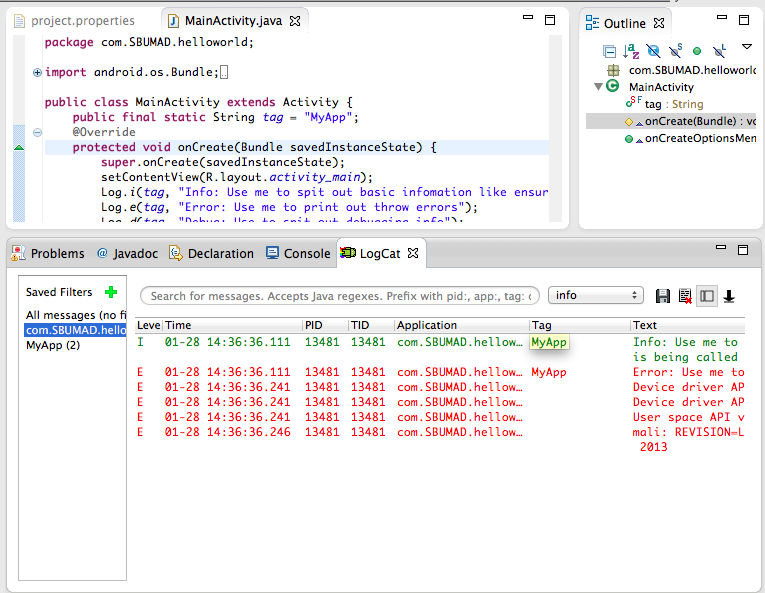 project.properties
MainActivity.java
package com.SBUMAD.helloworld;
import android.os.Bundle;
public class MainActivity extends Activity {
public final static String tag = "MyApp";
@Override
protected void onCreate(Bundle savedInstanceState) {
super.onCreate(savedInstanceState);
setContentView(R.layout.activity_main);
Log.i(tag, "Info: Use me to spit out basic infomation like ensur
Log.e(tag, "Error: Use me to print out throw errors");
Log.d(tag, "Debug: Use to spit out debugging info");
Outline
com.SBUMAD.helloworld
MainActivity
tag : String
onCreate(Bundle) : vo
onCreateOptionsMen
Problems
@ Javadoc
Declaration
Console
LogCat
Saved Filters
All messages (no fi
com.SBUMAD.hello
MyApp (2)
Search for messages. Accepts Java regexes. Prefix with pid:, app:, tag: o
info
Leve Time PID TID Application Tag Text
I 01-28 14:36:36.111 13481 13481 com.SBUMAD.hellow… MyApp Info: Use me to
is being called
E 01-28 14:36:36.111 13481 13481 com.SBUMAD.hellow… MyApp Error: Use me to
E 01-28 14:36:36.241 13481 13481 com.SBUMAD.hellow… Device driver AP
E 01-28 14:36:36.241 13481 13481 com.SBUMAD.hellow… Device driver AP
E 01-28 14:36:36.241 13481 13481 com.SBUMAD.hellow… User space API v
E 01-28 14:36:36.246 13481 13481 com.SBUMAD.hellow… mali: REVISION=L
2013